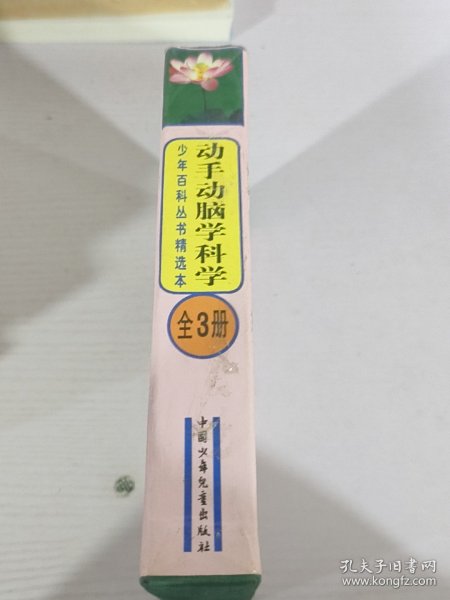 动手动脑学科学
少年百科丛书精选本
全3册
中国少年儿童出版社
孔夫子旧书网
www.kongfz.com